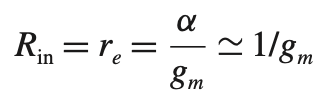 R_in = r_e = α/g_m ≃ 1/g_m